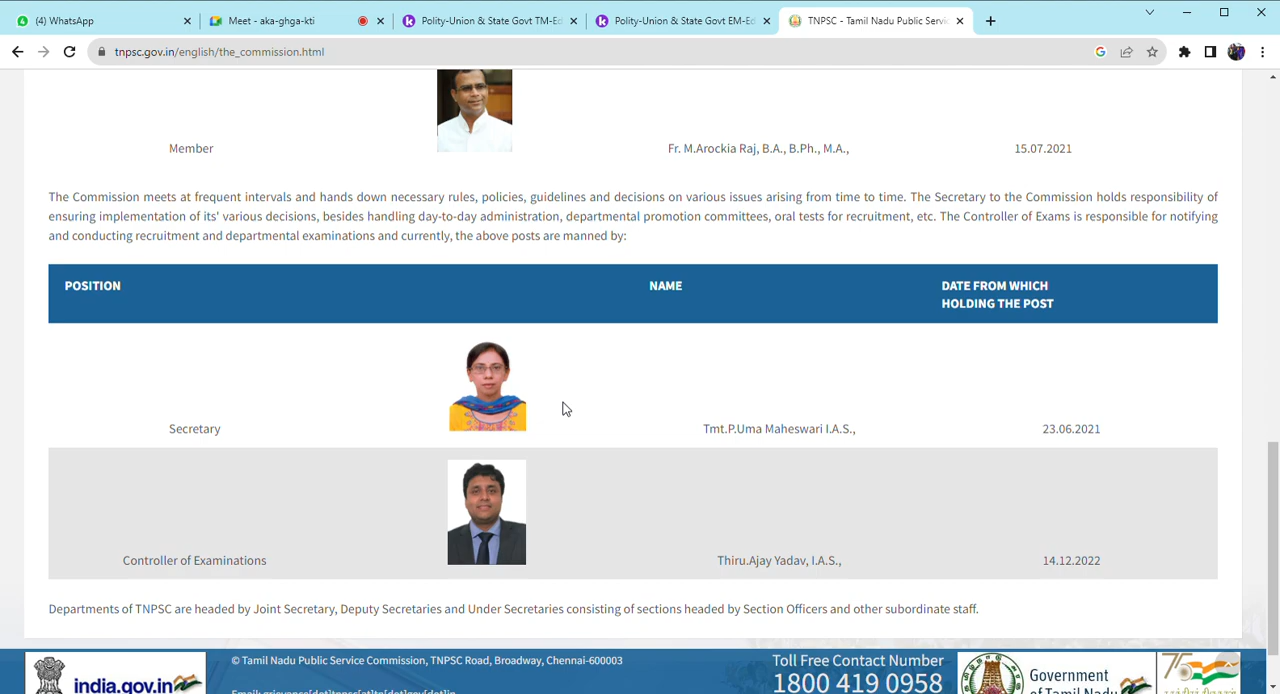 (4) WhatsApp
Meet - aka-ghga-kti
Polity-Union & State Govt TM-Ed
Polity-Union & State Govt EM-Ed
TNPSC - Tamil Nadu Public Servic
tnpsc.gov.in/english/the_commission.html
Member Fr. M.Arockia Raj, B.A., B.Ph., M.A., 15.07.2021
The Commission meets at frequent intervals and hands down necessary rules, policies, guidelines and decisions on various issues arising from time to time. The Secretary to the Commission holds responsibility of
ensuring implementation of its' various decisions, besides handling day-to-day administration, departmental promotion committees, oral tests for recruitment, etc. The Controller of Exams is responsible for notifying
and conducting recruitment and departmental examinations and currently, the above posts are manned by:
POSITION NAME DATE FROM WHICH
HOLDING THE POST
Secretary Tmt.P.Uma Maheswari I.A.S., 23.06.2021
Controller of Examinations Thiru.Ajay Yadav, I.A.S., 14.12.2022
Departments of TNPSC are headed by Joint Secretary, Deputy Secretaries and Under Secretaries consisting of sections headed by Section Officers and other subordinate staff.
india.gov.in
© Tamil Nadu Public Service Commission, TNPSC Road, Broadway, Chennai-600003
Toll Free Contact Number
1800 419 0958
Government
of Tamil Nadu
75